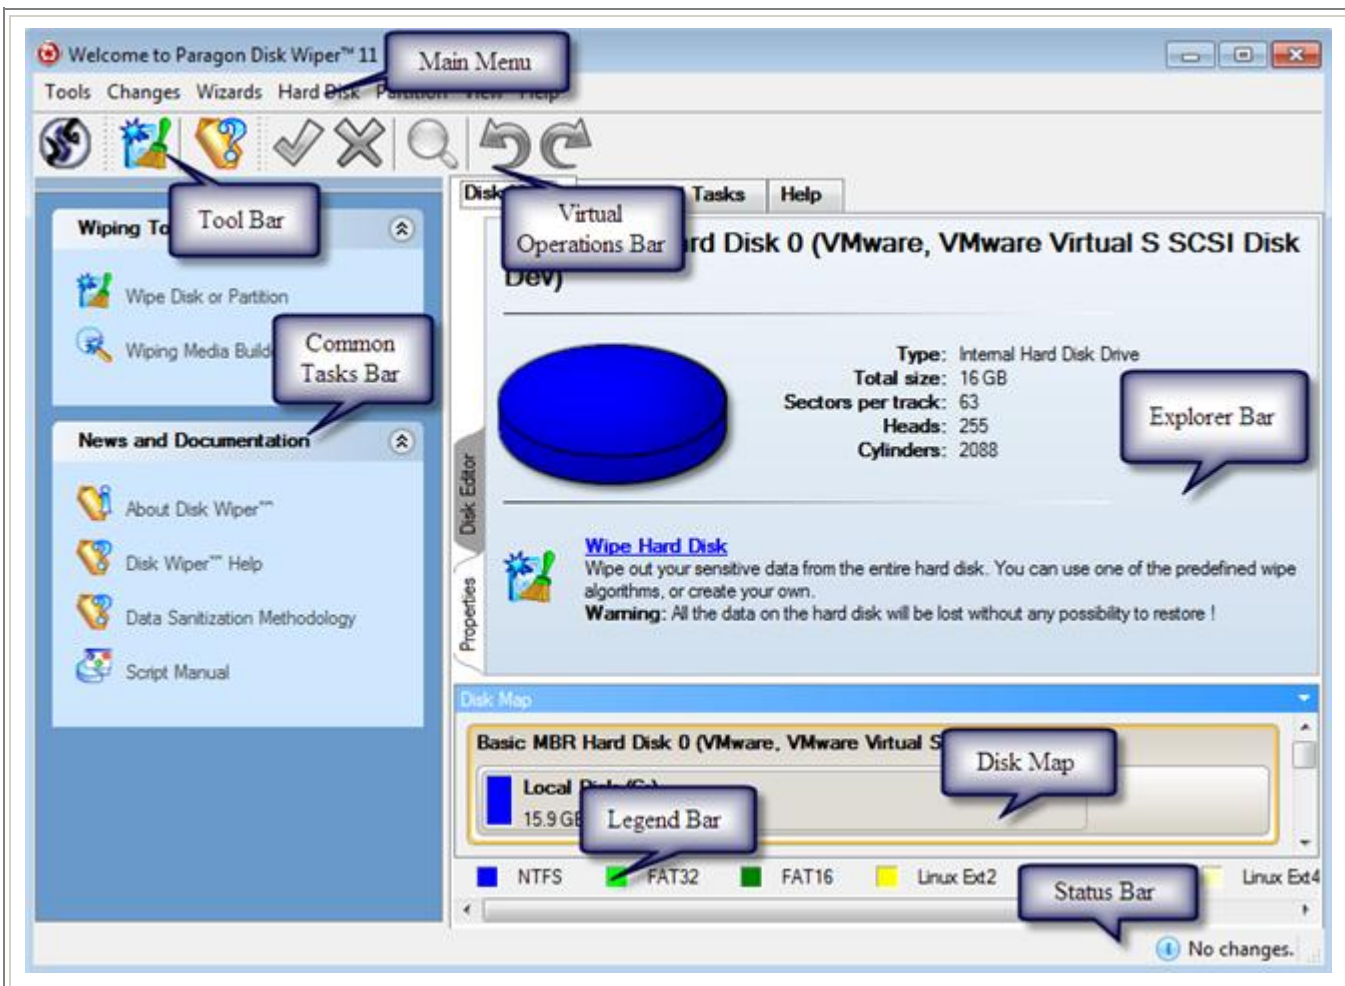 Welcome to Paragon Disk Wiper™ 11
Main Menu
Tools Changes Wizards Hard Disk Partition View Help
Tool Bar
Virtual
Operations Bar
Tasks Help
Wiping
Wipe Disk or Partition
Wiping Media
Common
Tasks Bar
News and Documentation
About Disk Wiper™
Disk Wiper™ Help
Data Sanitization Methodology
Script Manual
Disk 0 (VMware, VMware Virtual S SCSI Disk
Dev)
Type: Internal Hard Disk Drive
Total size: 16 GB
Sectors per track: 63
Heads: 255
Cylinders: 2088
Explorer Bar
Disk Editor
Properties
Wipe Hard Disk
Wipe out your sensitive data from the entire hard disk. You can use one of the predefined wipe
algorithms, or create your own.
Warning: All the data on the hard disk will be lost without any possibility to restore !
Disk Map
Basic MBR Hard Disk 0 (VMware, VMware Virtual S
Disk Map
Local Disk
15.9 GB
Legend Bar
NTFS FAT32 FAT16 Linux Ext2 Linux Ext4
Status Bar
No changes.